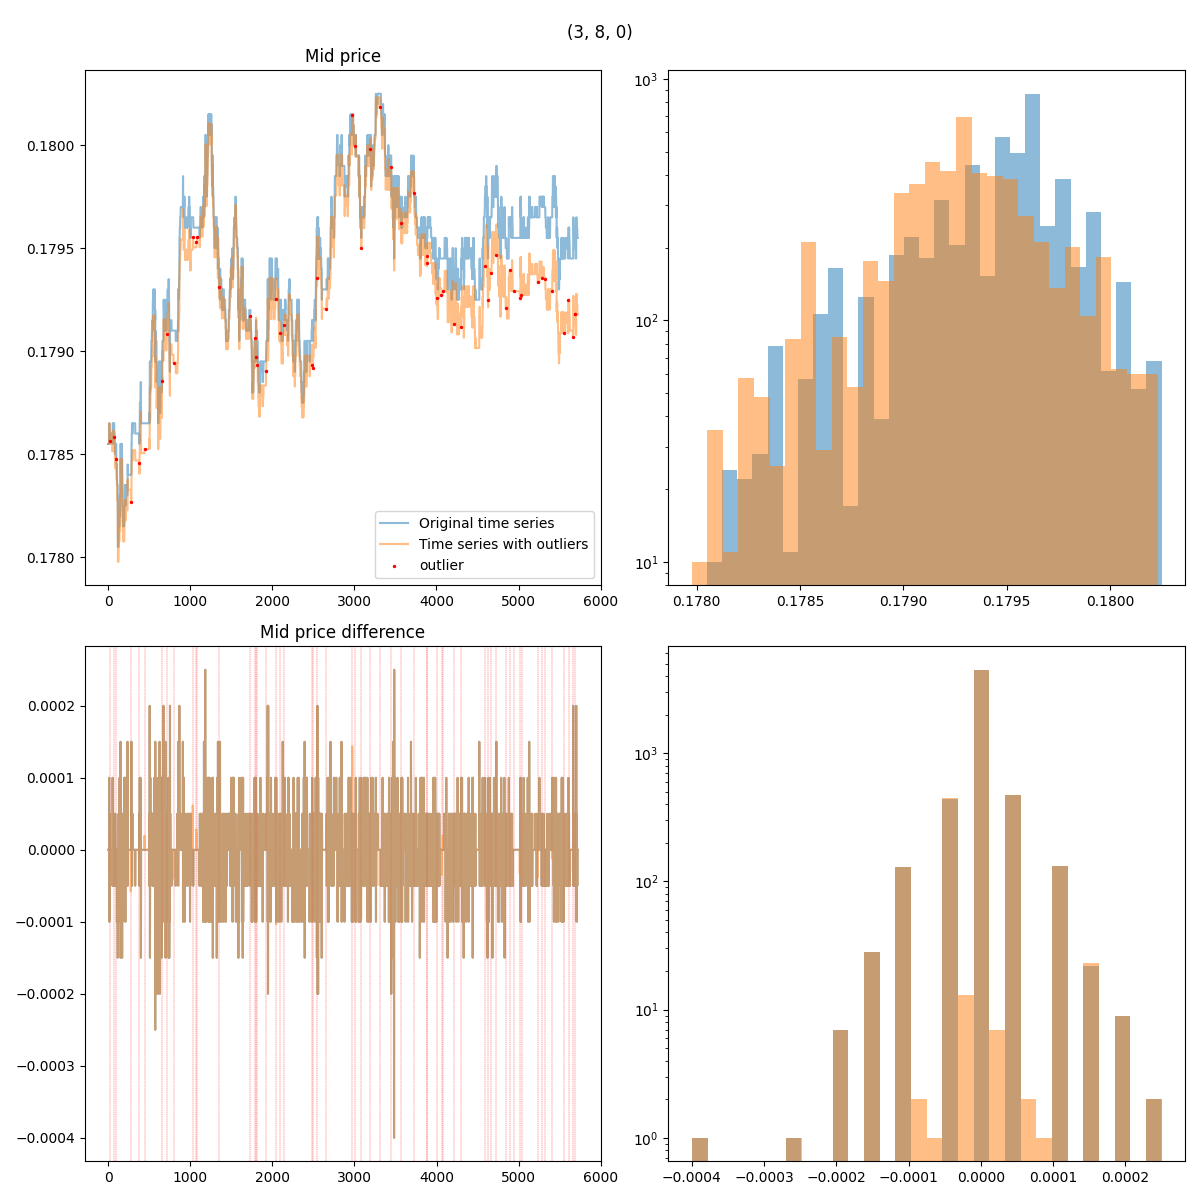 (3, 8, 0)
Mid price
0.1800
0.1795
0.1790
0.1785
0.1780
0 1000 2000 3000 4000 5000 6000
Original time series
Time series with outliers
outlier
10³
10²
10¹
0.1780 0.1785 0.1790 0.1795 0.1800
Mid price difference
0.0002
0.0001
0.0000
−0.0001
−0.0002
−0.0003
−0.0004
0 1000 2000 3000 4000 5000 6000
10³
10²
10¹
10⁰
−0.0004 −0.0003 −0.0002 −0.0001 0.0000 0.0001 0.0002